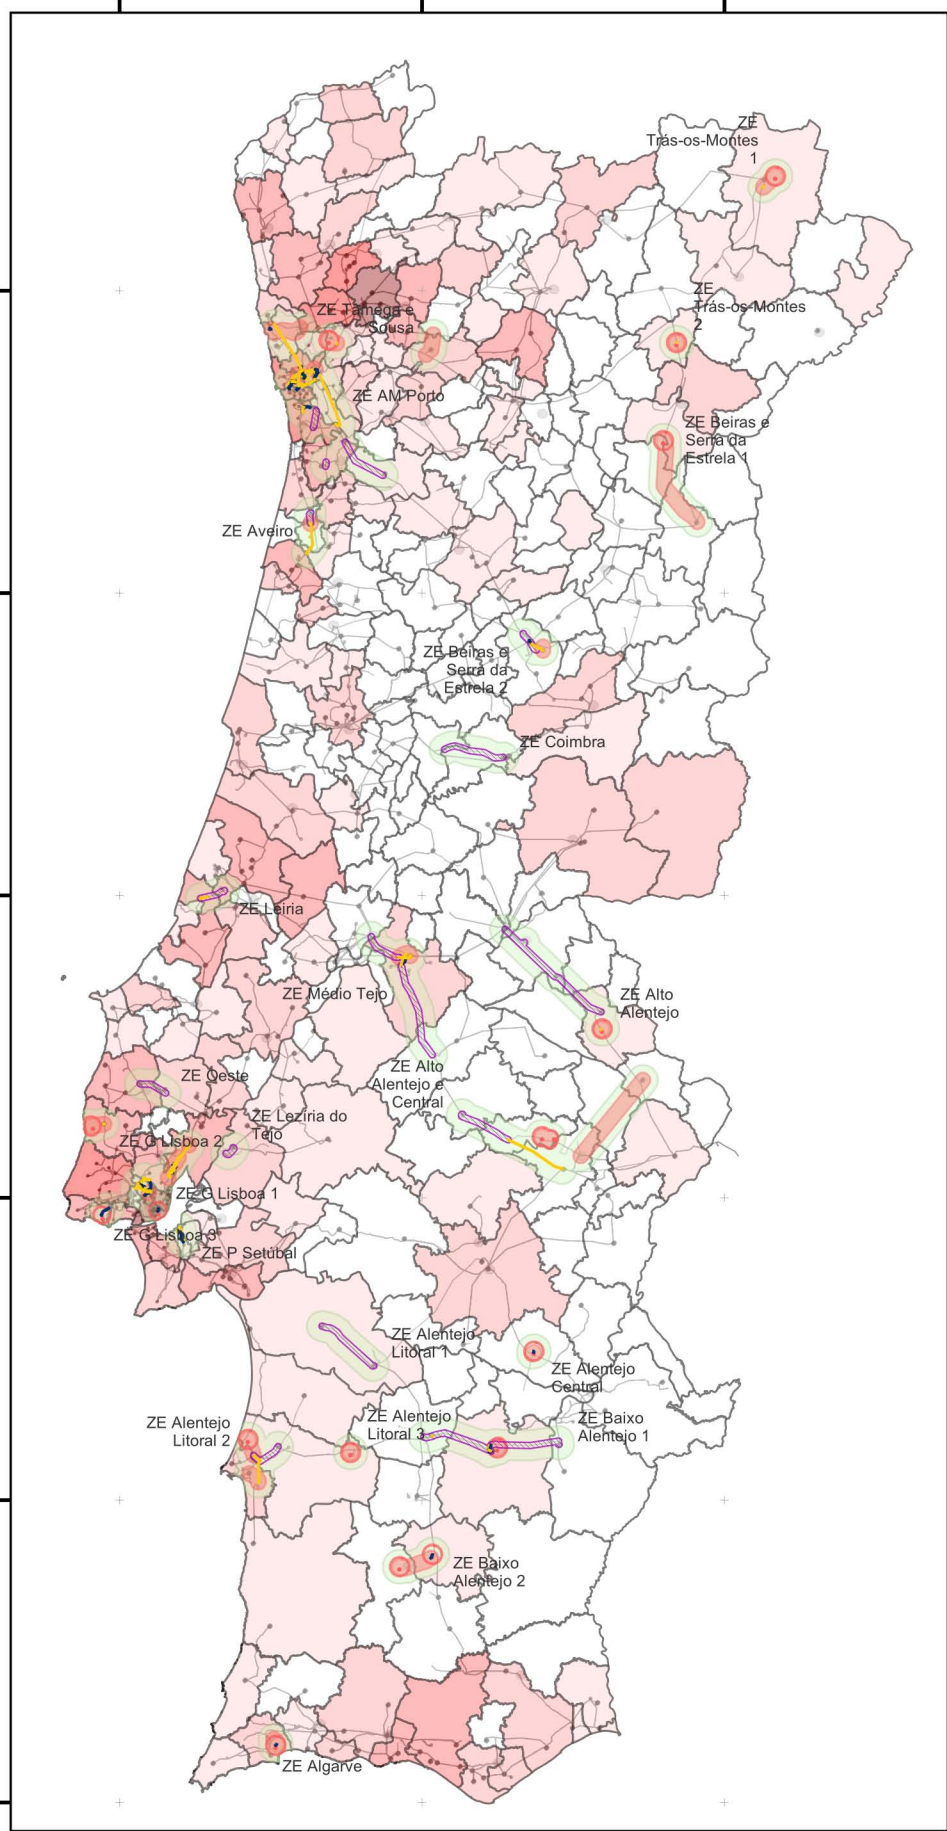 ZE
Trás-os-Montes
1
ZE
Trás-os-Montes
2
ZE Tâmega e
Sousa
ZE AM Porto
ZE Beiras e
Serra da
Estrela 1
ZE Aveiro
ZE Beiras e
Serra da
Estrela 2
ZE Coimbra
ZE Leiria
ZE Médio Tejo
ZE Alto
Alentejo
ZE Alto
Alentejo e
Central
ZE Oeste
ZE Lezíria do
Tejo
ZE G Lisboa 2
ZE G Lisboa 1
ZE G Lisboa 3
ZE P Setúbal
ZE Alentejo
Litoral 1
ZE Alentejo
Central
ZE Alentejo
Litoral 2
ZE Alentejo
Litoral 3
ZE Baixo
Alentejo 1
ZE Baixo
Alentejo 2
ZE Algarve